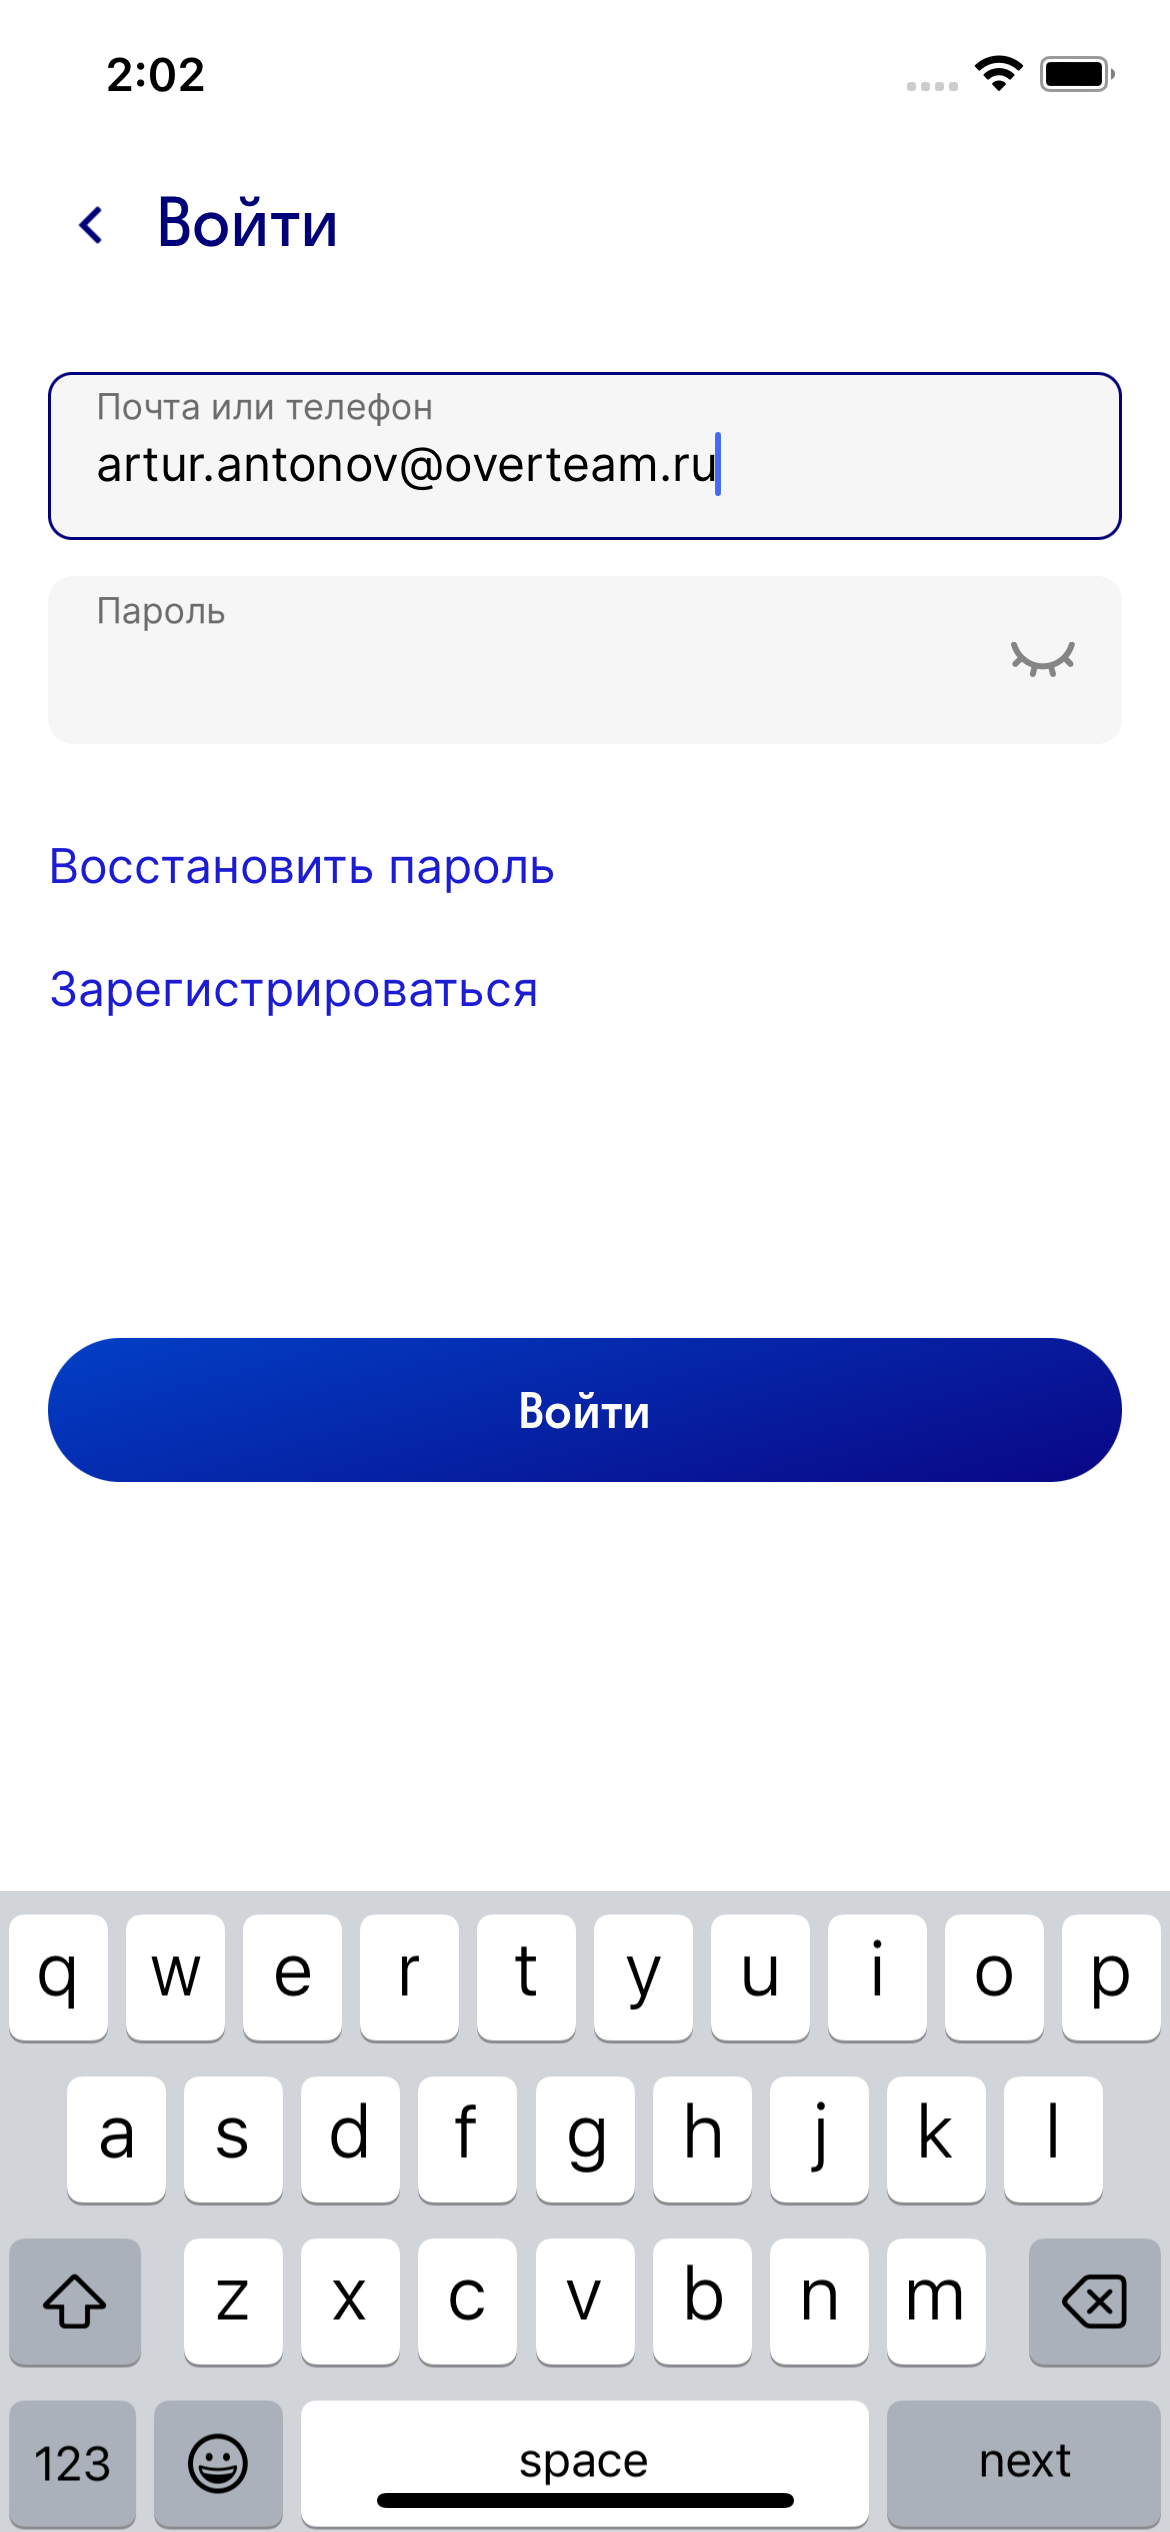 2:02
Войти
Почта или телефон
artur.antonov@overteam.ru
Пароль
Восстановить пароль
Зарегистрироваться
Войти
q w e r t y u i o p
a s d f g h j k l
z x c v b n m
123 space next